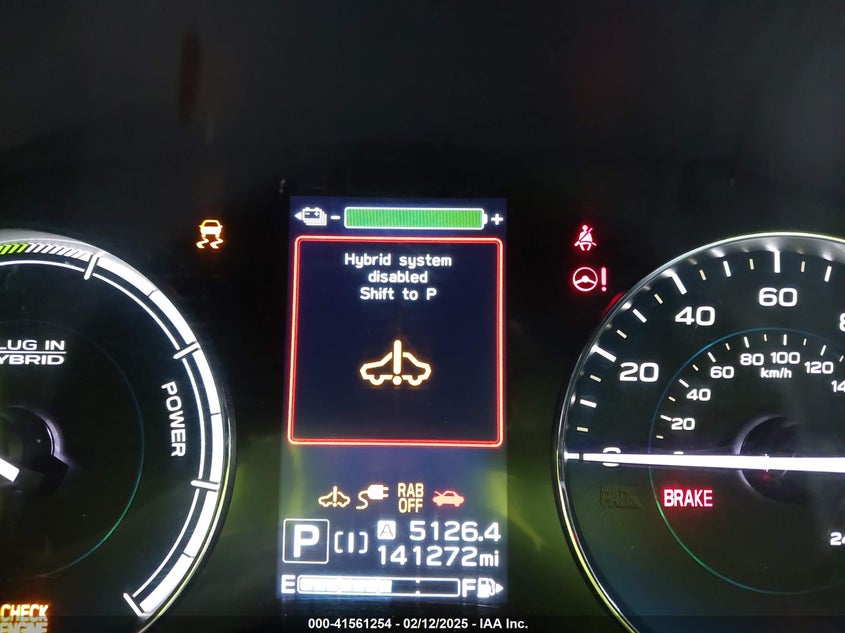 Hybrid system
disabled
Shift to P
LUG IN
YBRID
POWER
20
40
60
20
40
60
80
100
120
km/h
RAB
OFF
BRAKE
P
A 5126.4
141272mi
E
F
CHECK
ENGINE
000-41561254 - 02/12/2025 - IAA Inc.